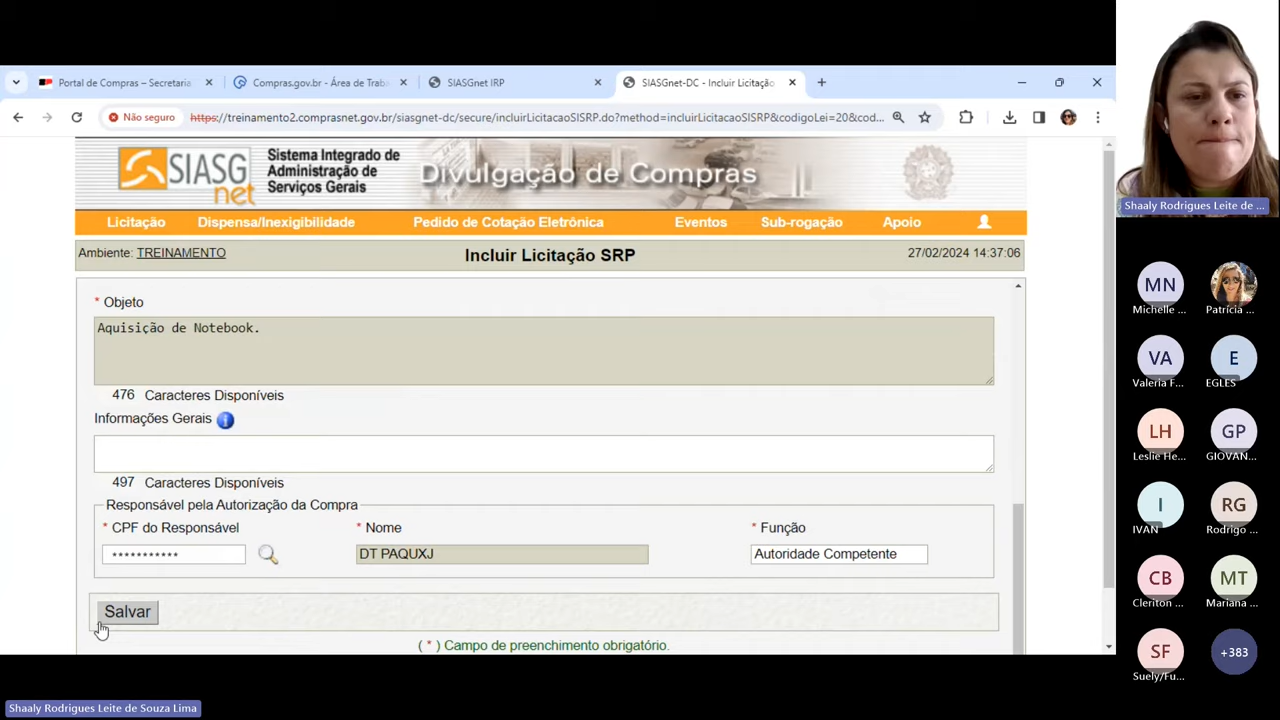 Portal de Compras – Secretaria
Compras.gov.br - Área de Trab
SIASGnet IRP
SIASGnet-DC - Incluir Licitação
Não seguro
https://treinamento2.comprasnet.gov.br/siasgnet-dc/secure/incluirLicitacaoSISRP.do?method=incluirLicitacaoSISRP&codigoLei=20&cod...
SIASG
net
Sistema Integrado de
Administração de
Serviços Gerais
Divulgação de Compras
Licitação
Dispensa/Inexigibilidade
Pedido de Cotação Eletrônica
Eventos
Sub-rogação
Apoio
Ambiente: TREINAMENTO
Incluir Licitação SRP
27/02/2024 14:37:06
* Objeto
Aquisição de Notebook.
476 Caracteres Disponíveis
Informações Gerais
497 Caracteres Disponíveis
Responsável pela Autorização da Compra
* CPF do Responsável
* Nome
* Função
***********
DT PAQUXJ
Autoridade Competente
Salvar
( * ) Campo de preenchimento obrigatório.
Shaaly Rodrigues Leite de ...
MN
Michelle ...
Patrícia ...
VA
Valeria F...
E
EGLES
LH
Leslie He...
GP
GIOVAN...
I
IVAN
RG
Rodrigo ...
CB
Cleriton ...
MT
Mariana ...
SF
Suely/Fu...
+383
Shaaly Rodrigues Leite de Souza Lima